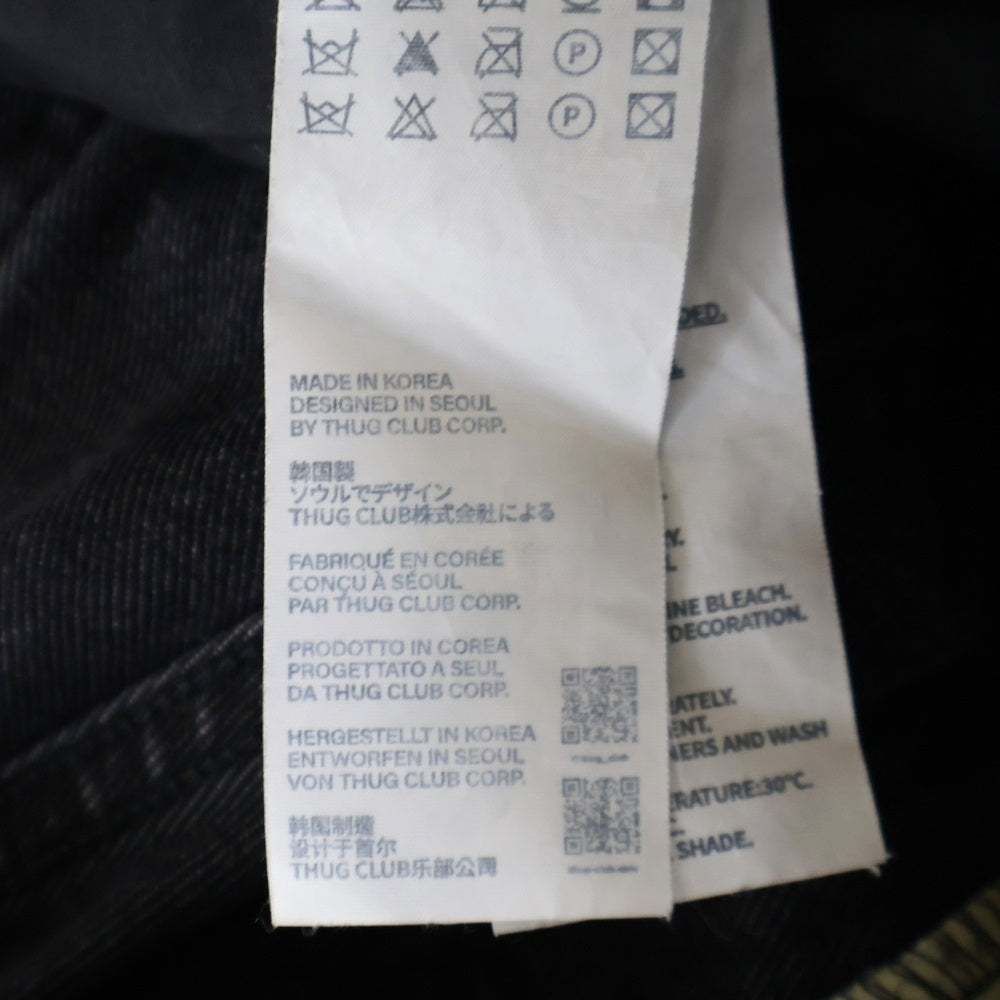 P
P
MADE IN KOREA
DESIGNED IN SEOUL
BY THUG CLUB CORP.
韓国製
ソウルでデザイン
THUG CLUB株式会社による
FABRIQUÉ EN CORÉE
CONÇU À SÉOUL
PAR THUG CLUB CORP.
PRODOTTO IN COREA
PROGETTATO A SEUL
DA THUG CLUB CORP.
HERGESTELLT IN KOREA
ENTWORFEN IN SEOUL
VON THUG CLUB CORP.
韩国制造
设计于首尔
THUG CLUB乐部公司
DED.
INE BLEACH.
DECORATION.
RATELY.
ENT.
NERS AND WASH
ERATURE:30°C.
SHADE.